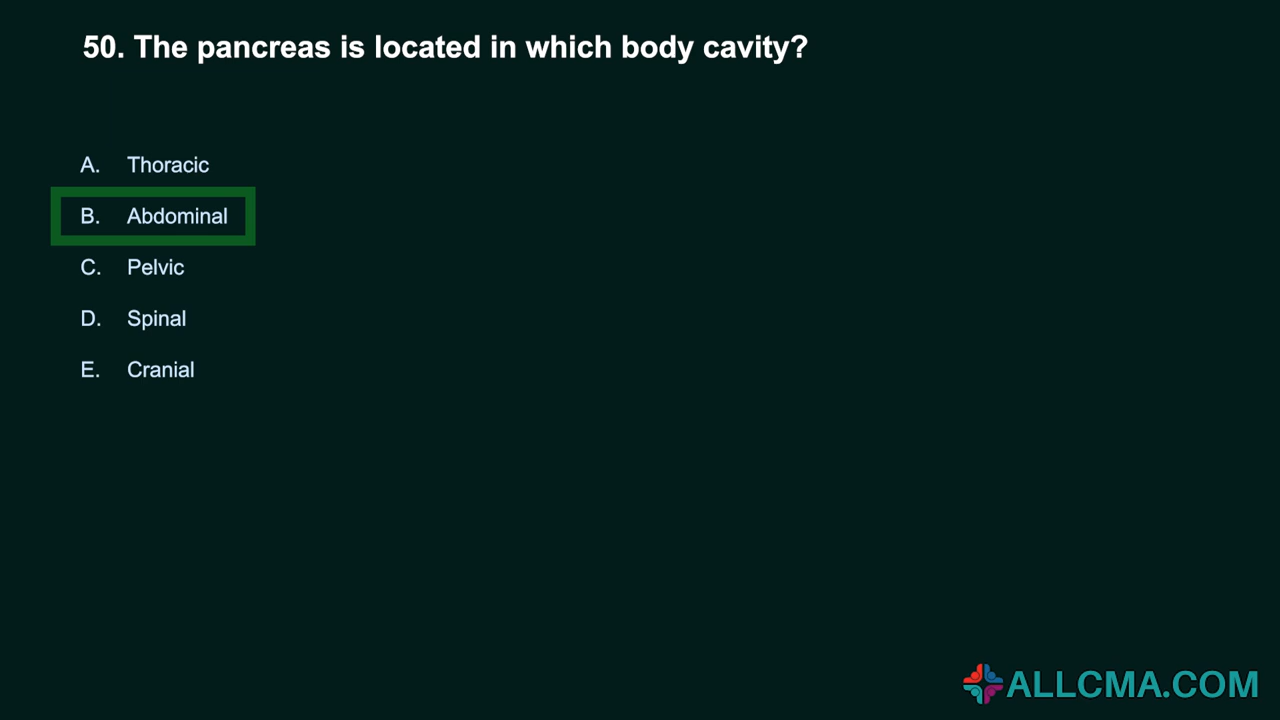 50. The pancreas is located in which body cavity?
A. Thoracic
B. Abdominal
C. Pelvic
D. Spinal
E. Cranial
ALLCMA.COM